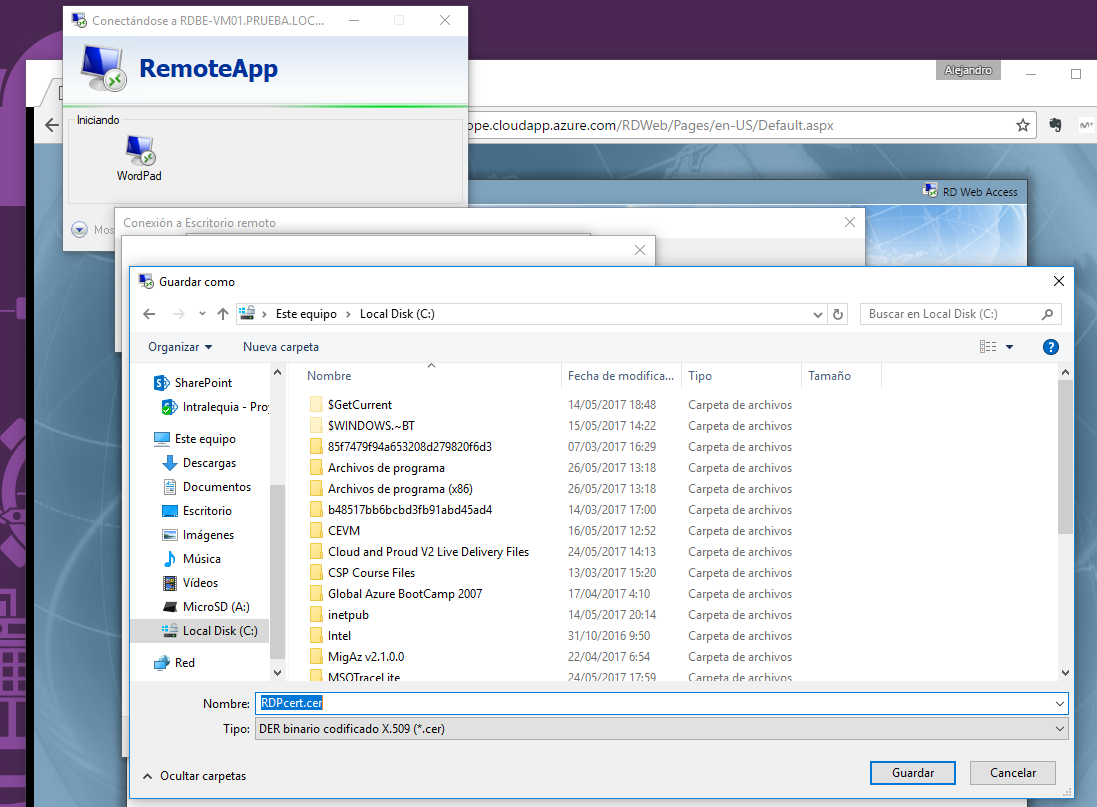 Conectándose a RDBE-VM01.PRUEBA.LOC...
RemoteApp
Iniciando
WordPad
Alejandro
ope.cloudapp.azure.com/RDWeb/Pages/en-US/Default.aspx
RD Web Access
Mos
Conexión a Escritorio remoto
Guardar como
Este equipo › Local Disk (C:)
Buscar en Local Disk (C:)
Organizar
Nueva carpeta
Nombre
Fecha de modifica...
Tipo
Tamaño
SharePoint
Intralequia - Proy
Este equipo
Descargas
Documentos
Escritorio
Imágenes
Música
Vídeos
MicroSD (A:)
Local Disk (C:)
Red
$GetCurrent 14/05/2017 18:48 Carpeta de archivos
$WINDOWS.~BT 15/05/2017 14:22 Carpeta de archivos
85f7479f94a653208d279820f6d3 07/03/2017 16:29 Carpeta de archivos
Archivos de programa 26/05/2017 13:18 Carpeta de archivos
Archivos de programa (x86) 26/05/2017 13:18 Carpeta de archivos
b48517bb6bcbd3fb91abd45ad4 14/03/2017 17:00 Carpeta de archivos
CEVM 16/05/2017 12:52 Carpeta de archivos
Cloud and Proud V2 Live Delivery Files 24/05/2017 14:13 Carpeta de archivos
CSP Course Files 13/03/2017 15:20 Carpeta de archivos
Global Azure BootCamp 2007 17/04/2017 4:10 Carpeta de archivos
inetpub 14/05/2017 20:14 Carpeta de archivos
Intel 31/10/2016 9:50 Carpeta de archivos
MigAz v2.1.0.0 22/04/2017 6:54 Carpeta de archivos
MSOTraceLite 24/05/2017 17:59 Carpeta de archivos
Nombre: RDPcert.cer
Tipo: DER binario codificado X.509 (*.cer)
Ocultar carpetas
Guardar
Cancelar